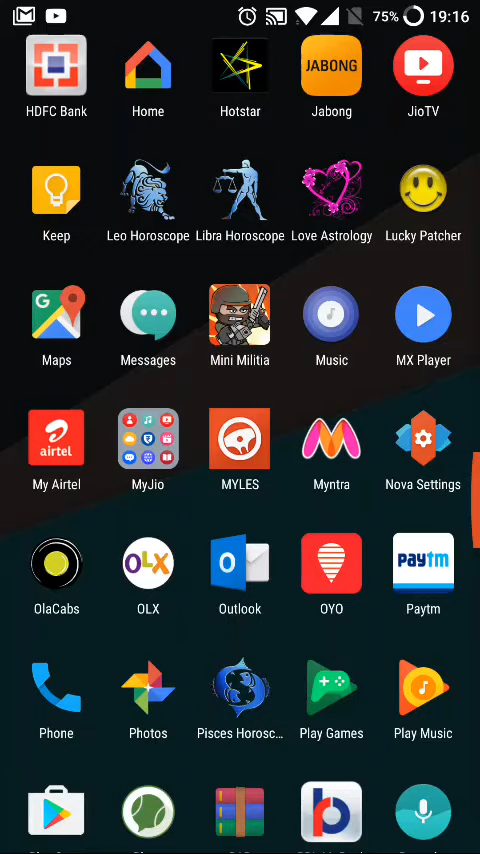 75% 19:16
HDFC Bank Home Hotstar Jabong JioTV
JABONG
Keep Leo Horoscope Libra Horoscope Love Astrology Lucky Patcher
G
Maps Messages Mini Militia Music MX Player
airtel
My Airtel MyJio MYLES Myntra Nova Settings
OLX
Paytm
OlaCabs OLX Outlook OYO Paytm
Phone Photos Pisces Horosc... Play Games Play Music